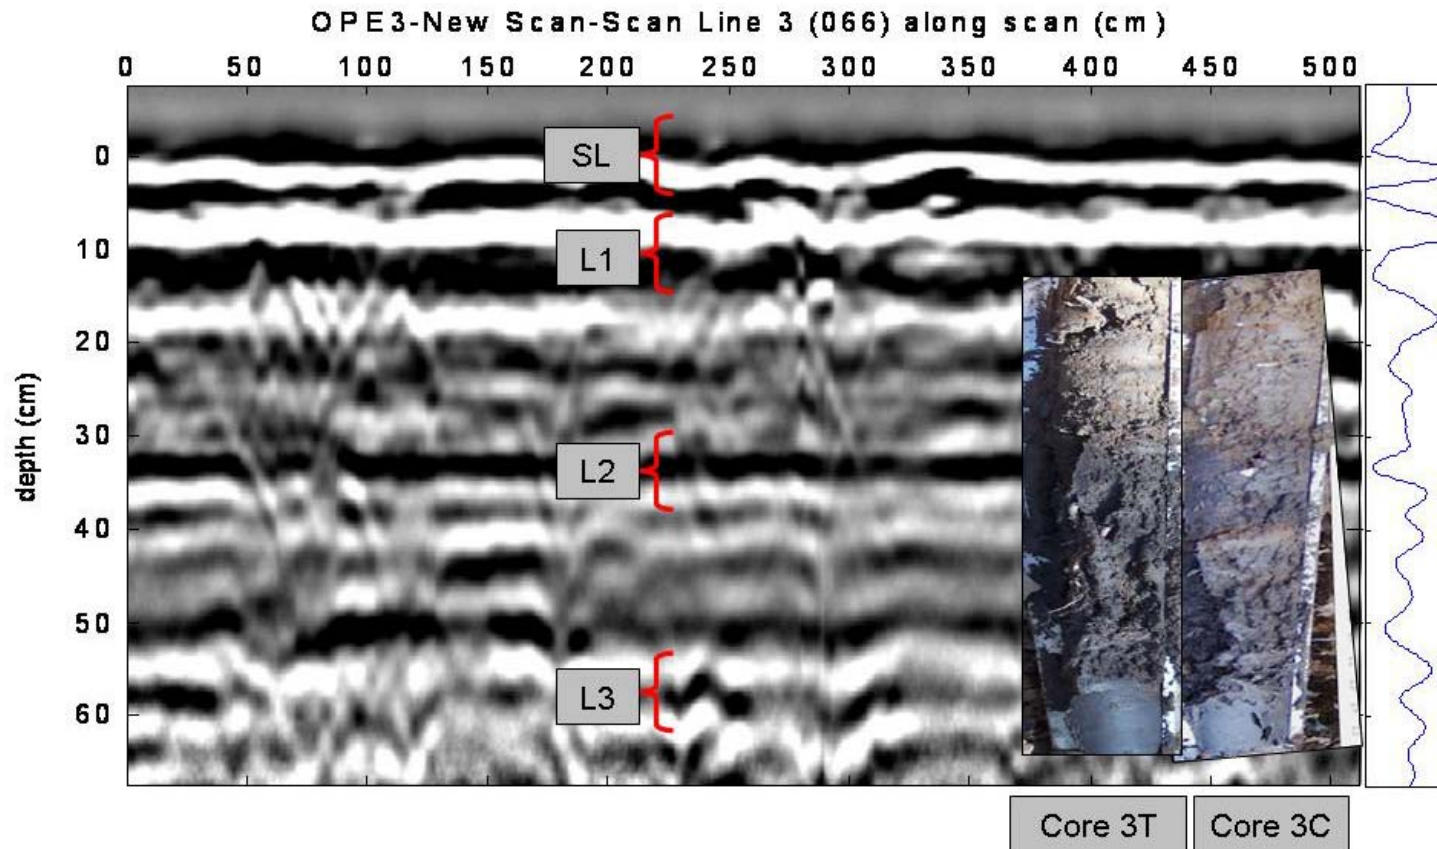 OPE3-New Scan-Scan Line 3 (066) along scan (cm)
0 50 100 150 200 250 300 350 400 450 500
0
SL
10
L1
20
depth (cm)
30
L2
40
50
L3
60
Core 3T
Core 3C